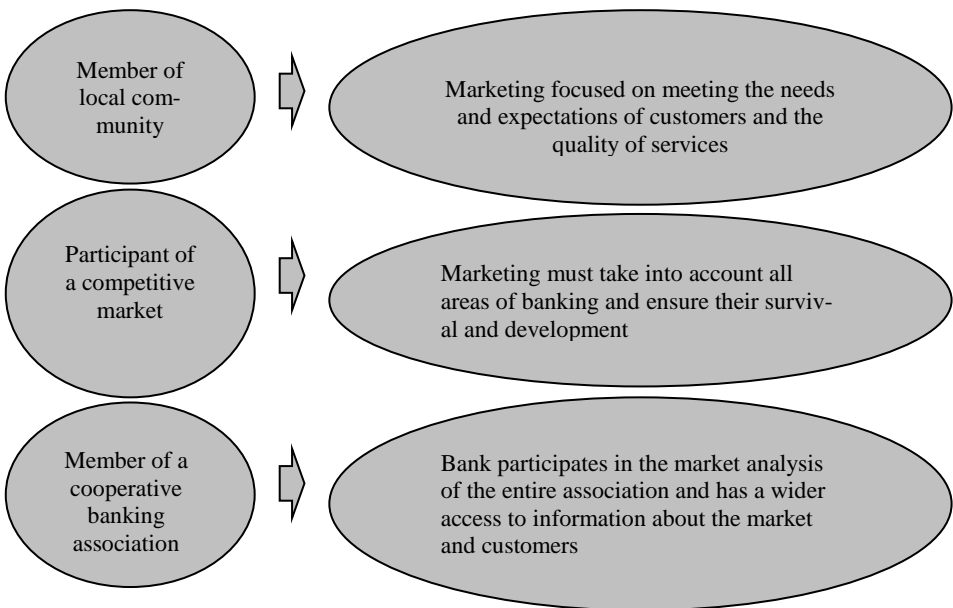 Member of
local com-
munity
Marketing focused on meeting the needs
and expectations of customers and the
quality of services
Participant of
a competitive
market
Marketing must take into account all
areas of banking and ensure their surviv-
al and development
Member of a
cooperative
banking
association
Bank participates in the market analysis
of the entire association and has a wider
access to information about the market
and customers